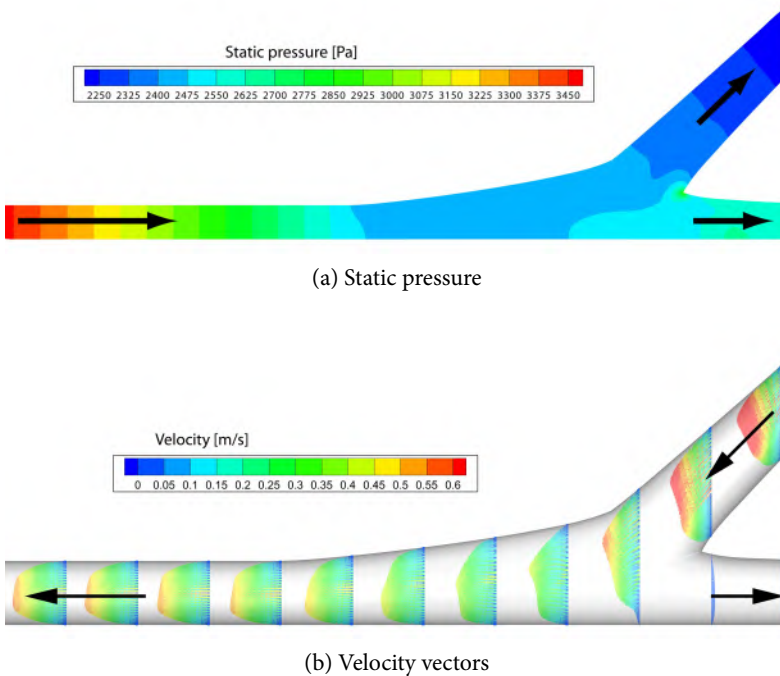 Static pressure [Pa]
2250 2325 2400 2475 2550 2625 2700 2775 2850 2925 3000 3075 3150 3225 3300 3375 3450
(a) Static pressure
Velocity [m/s]
0 0.05 0.1 0.15 0.2 0.25 0.3 0.35 0.4 0.45 0.5 0.55 0.6
(b) Velocity vectors